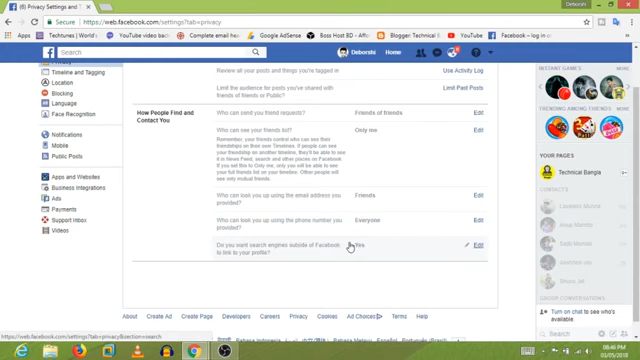 (8) Privacy Settings and T
Deborshi
Secure https://web.facebook.com/settings?tab=privacy
Apps Techtunes YouTube video back Complete email hea Adsense Google Boss Host BD - Afford Blogger Technical B YouTube Facebook – log in o
Search
Deborshi Home
Privacy
Timeline and Tagging
Location
Blocking
Language
Face Recognition
Notifications
Mobile
Public Posts
Apps and Websites
Business Integrations
Ads
Payments
Support Inbox
Videos
Review all your posts and things you're tagged in
Use Activity Log
Limit the audience for posts you've shared with
friends of friends or Public?
Limit Past Posts
How People Find and
Contact You
Who can send you friend requests? Friends of friends Edit
Who can see your friends list? Only me Edit
Remember, your friends control who can see their
friendships on their own Timelines. If people can see
your friendship on another timeline, they'll be able to see
it in News Feed, search and other places on Facebook.
If you set this to Only me, only you will be able to see
your full friends list on your timeline. Other people will
see only mutual friends.
Who can look you up using the email address you
provided?
Friends Edit
Who can look you up using the phone number you
provided?
Everyone Edit
Do you want search engines outside of Facebook
to link to your profile?
Yes Edit
About Create Ad Create Page Developers Careers Privacy Cookies Ad Choices Terms Help
Bahasa Indonesia
Español
INSTANT GAMES MORE
TRENDING AMONG FRIENDS MORE
YOUR PAGES
Technical Bangla
CONTACTS
GROUP CONVERSATIONS
Turn on chat to see who's
available.
Search
https://web.facebook.com/settings?tab=privacy&section=search
08:46 PM
03/05/2018